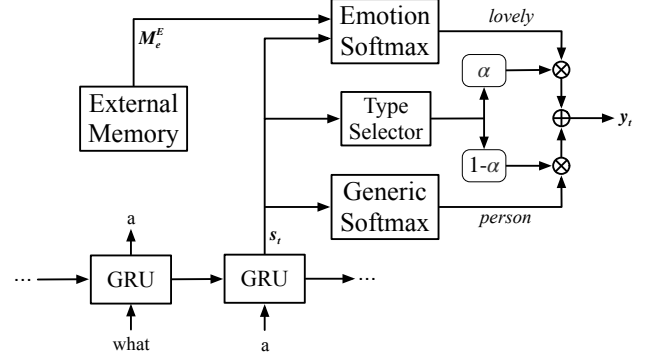 Emotion
Softmax
lovely
M_e^E
External
Memory
Type
Selector
α
1-α
y_t
Generic
Softmax
person
s_t
a
...
GRU
GRU
...
what
a